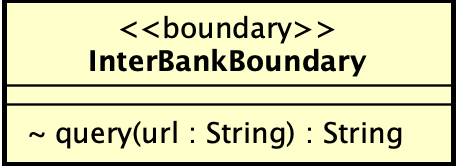 <<boundary>>
InterBankBoundary
~ query(url : String) : String